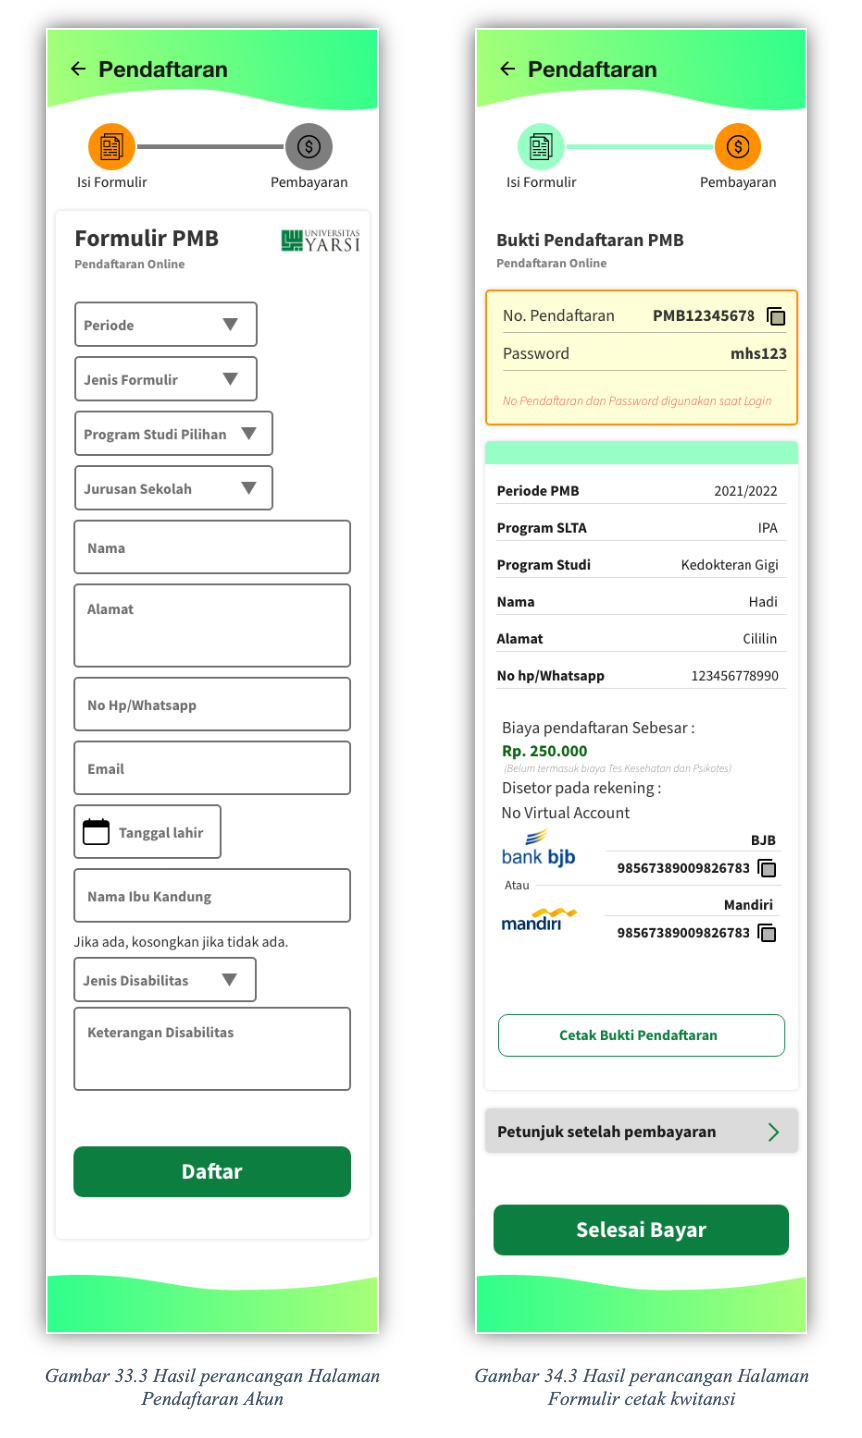 Pendaftaran
Isi Formulir
Pembayaran
Formulir PMB
UNIVERSITAS
YARSI
Pendaftaran Online
Periode
Jenis Formulir
Program Studi Pilihan
Jurusan Sekolah
Nama
Alamat
No Hp/Whatsapp
Email
Tanggal lahir
Nama Ibu Kandung
Jika ada, kosongkan jika tidak ada.
Jenis Disabilitas
Keterangan Disabilitas
Daftar
Gambar 33.3 Hasil perancangan Halaman
Pendaftaran Akun
Pendaftaran
Isi Formulir
Pembayaran
Bukti Pendaftaran PMB
Pendaftaran Online
No. Pendaftaran PMB12345678
Password mhs123
No Pendaftaran dan Password digunakan saat Login
Periode PMB 2021/2022
Program SLTA IPA
Program Studi Kedokteran Gigi
Nama Hadi
Alamat Cililin
No hp/Whatsapp 123456778990
Biaya pendaftaran Sebesar :
Rp. 250.000
(Belum termasuk biaya Tes Kesehatan dan Psikotes)
Disetor pada rekening :
No Virtual Account
bank bjb
BJB
98567389009826783
Atau
mandiri
Mandiri
98567389009826783
Cetak Bukti Pendaftaran
Petunjuk setelah pembayaran
Selesai Bayar
Gambar 34.3 Hasil perancangan Halaman
Formulir cetak kwitansi